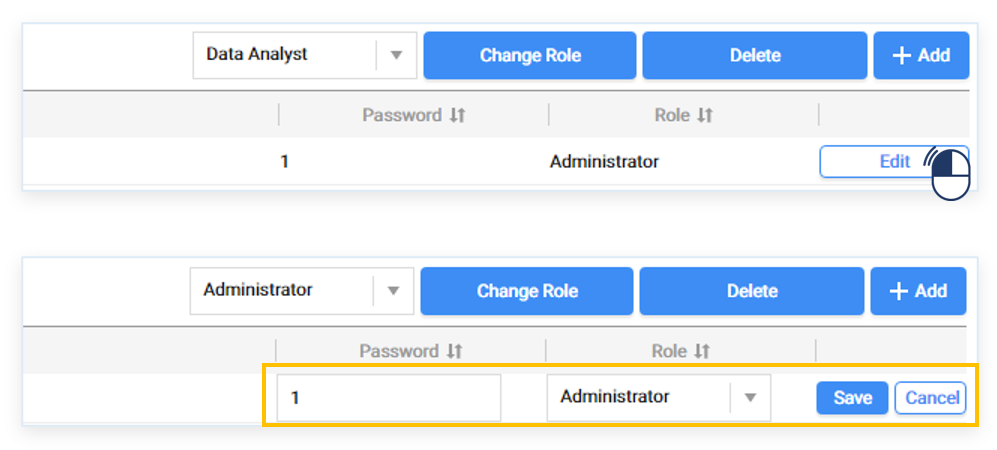 Data Analyst Change Role Delete + Add
Password Role
1 Administrator Edit
Administrator Change Role Delete + Add
Password Role
1 Administrator Save Cancel